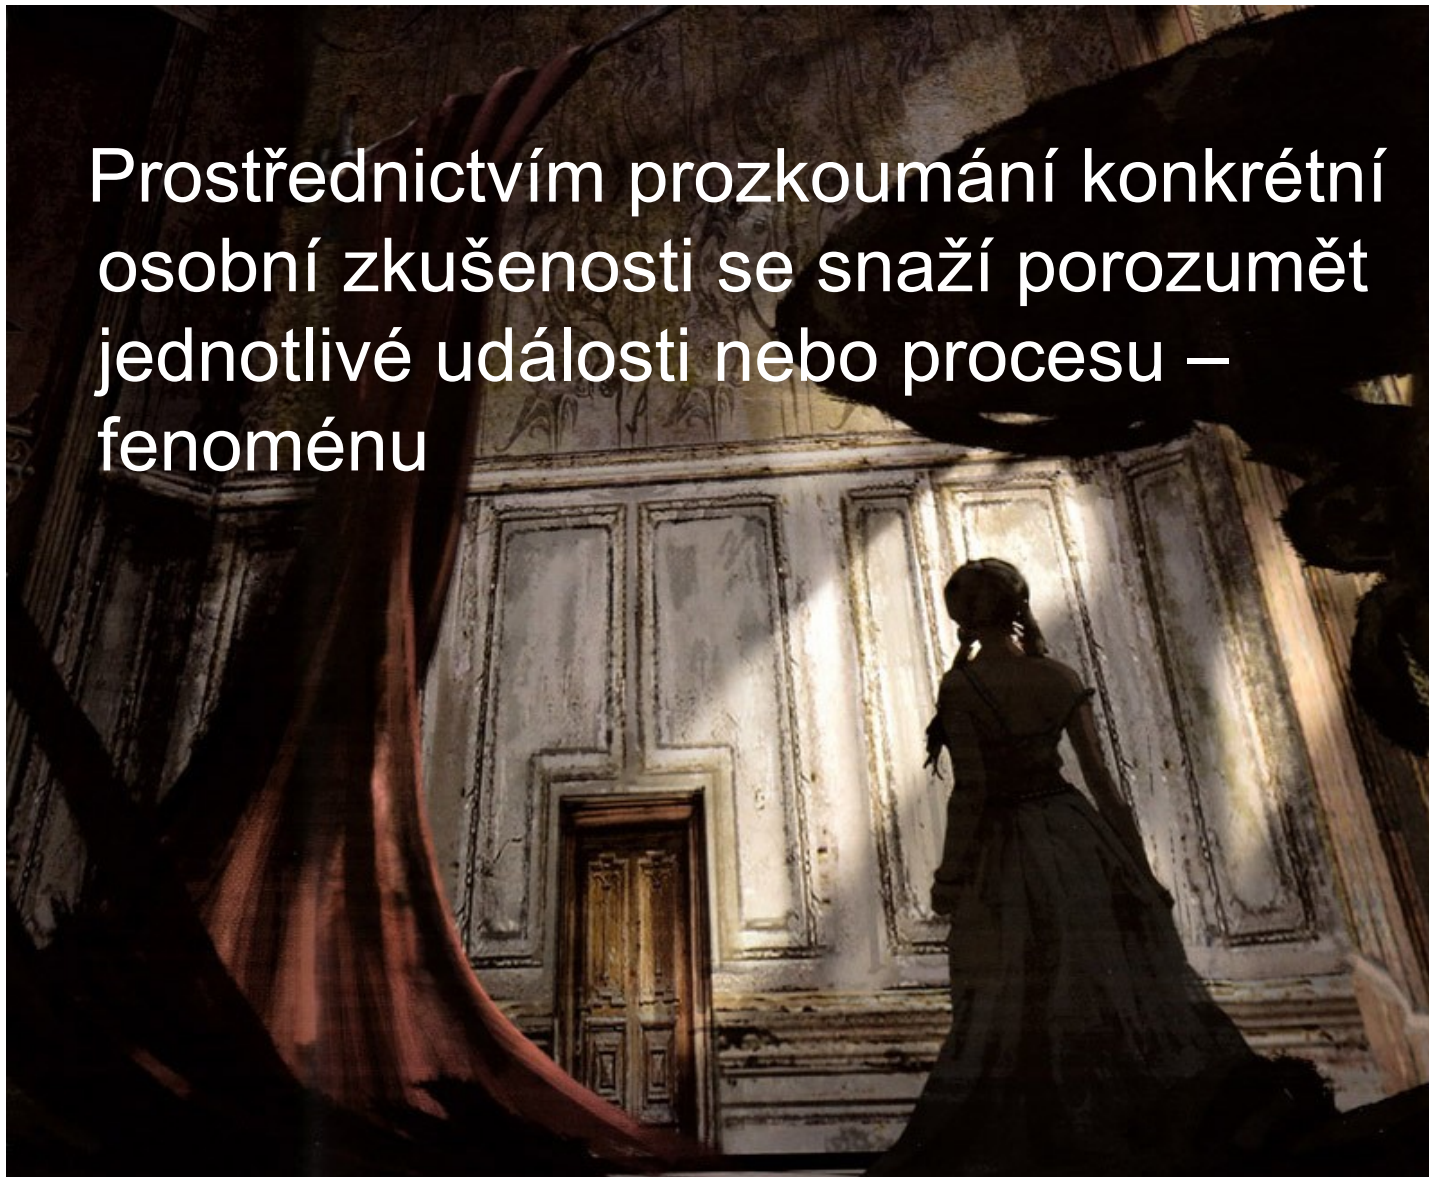 Prostřednictvím prozkoumání konkrétní
osobní zkušenosti se snaží porozumět
jednotlivé události nebo procesu –
fenoménu